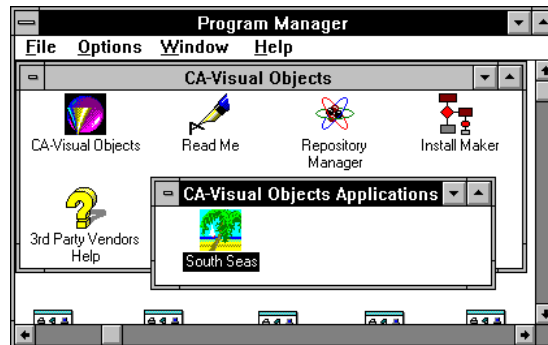 Program Manager
File Options Window Help
CA-Visual Objects
CA-Visual Objects
Read Me
Repository
Manager
Install Maker
3rd Party Vendors
Help
CA-Visual Objects Applications
South Seas